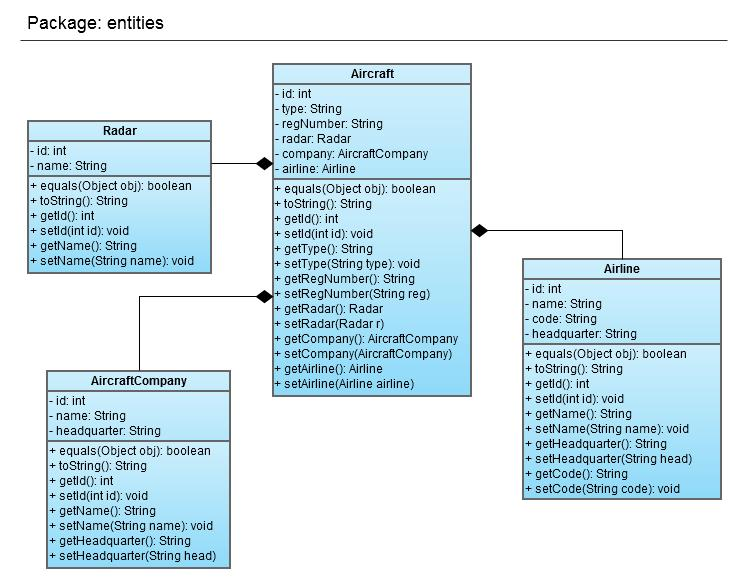 Package: entities
Aircraft
- id: int
- type: String
- regNumber: String
- radar: Radar
- company: AircraftCompany
- airline: Airline
+ equals(Object obj): boolean
+ toString(): String
+ getId(): int
+ setId(int id): void
+ getType(): String
+ setType(String type): void
+ getRegNumber(): String
+ setRegNumber(String reg)
+ getRadar(): Radar
+ setRadar(Radar r)
+ getCompany(): AircraftCompany
+ setCompany(AircraftCompany)
+ getAirline(): Airline
+ setAirline(Airline airline)
Radar
- id: int
- name: String
+ equals(Object obj): boolean
+ toString(): String
+ getId(): int
+ setId(int id): void
+ getName(): String
+ setName(String name): void
Airline
- id: int
- name: String
- code: String
- headquarter: String
+ equals(Object obj): boolean
+ toString(): String
+ getId(): int
+ setId(int id): void
+ getName(): String
+ setName(String name): void
+ getHeadquarter(): String
+ setHeadquarter(String head)
+ getCode(): String
+ setCode(String code): void
AircraftCompany
- id: int
- name: String
- headquarter: String
+ equals(Object obj): boolean
+ toString(): String
+ getId(): int
+ setId(int id): void
+ getName(): String
+ setName(String name): void
+ getHeadquarter(): String
+ setHeadquarter(String head)